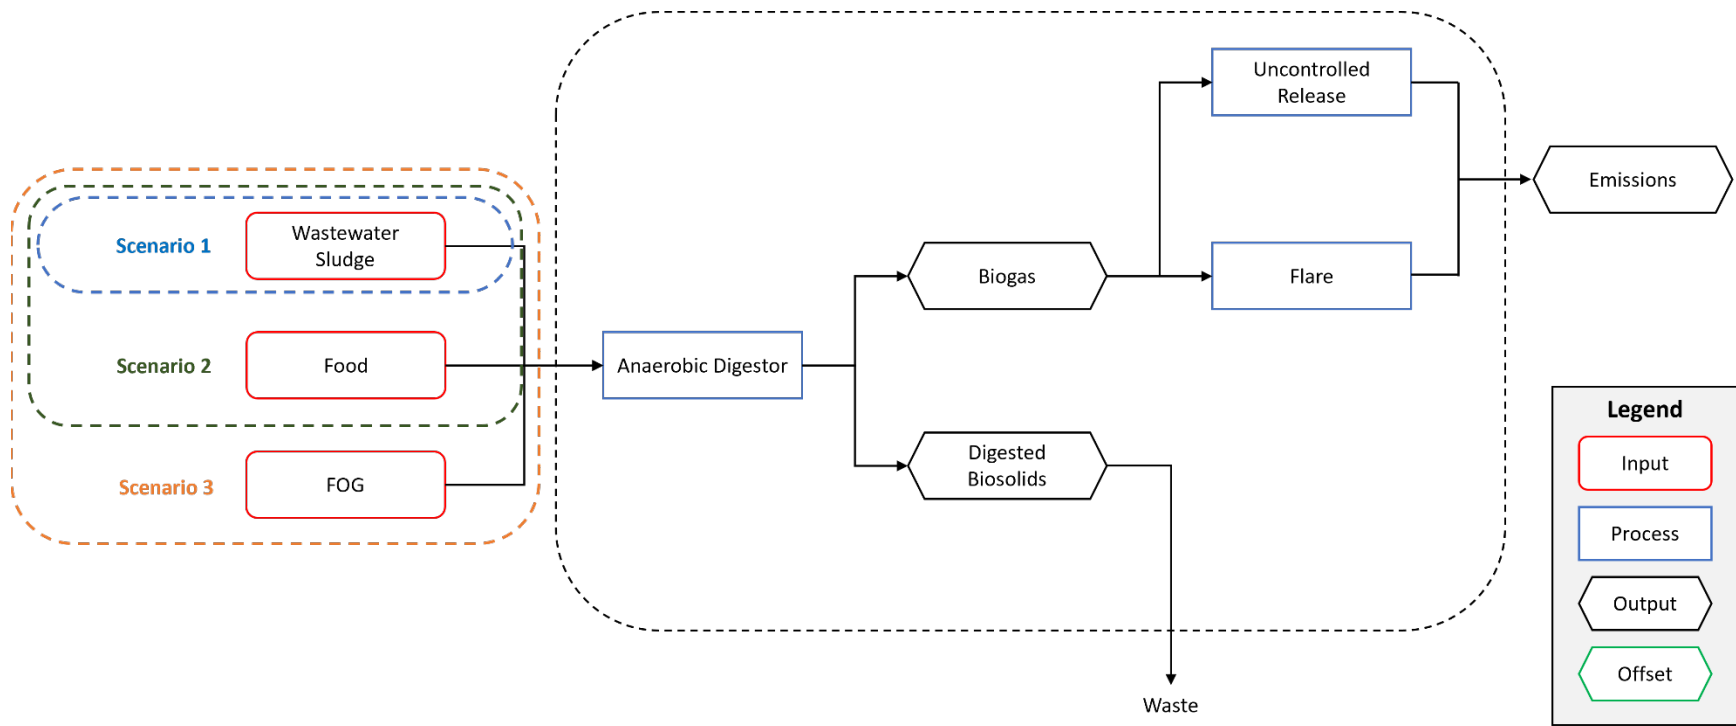 Uncontrolled
Release
Emissions
Scenario 1
Wastewater
Sludge
Biogas
Flare
Scenario 2
Food
Anaerobic Digestor
Digested
Biosolids
Scenario 3
FOG
Waste
Legend
Input
Process
Output
Offset